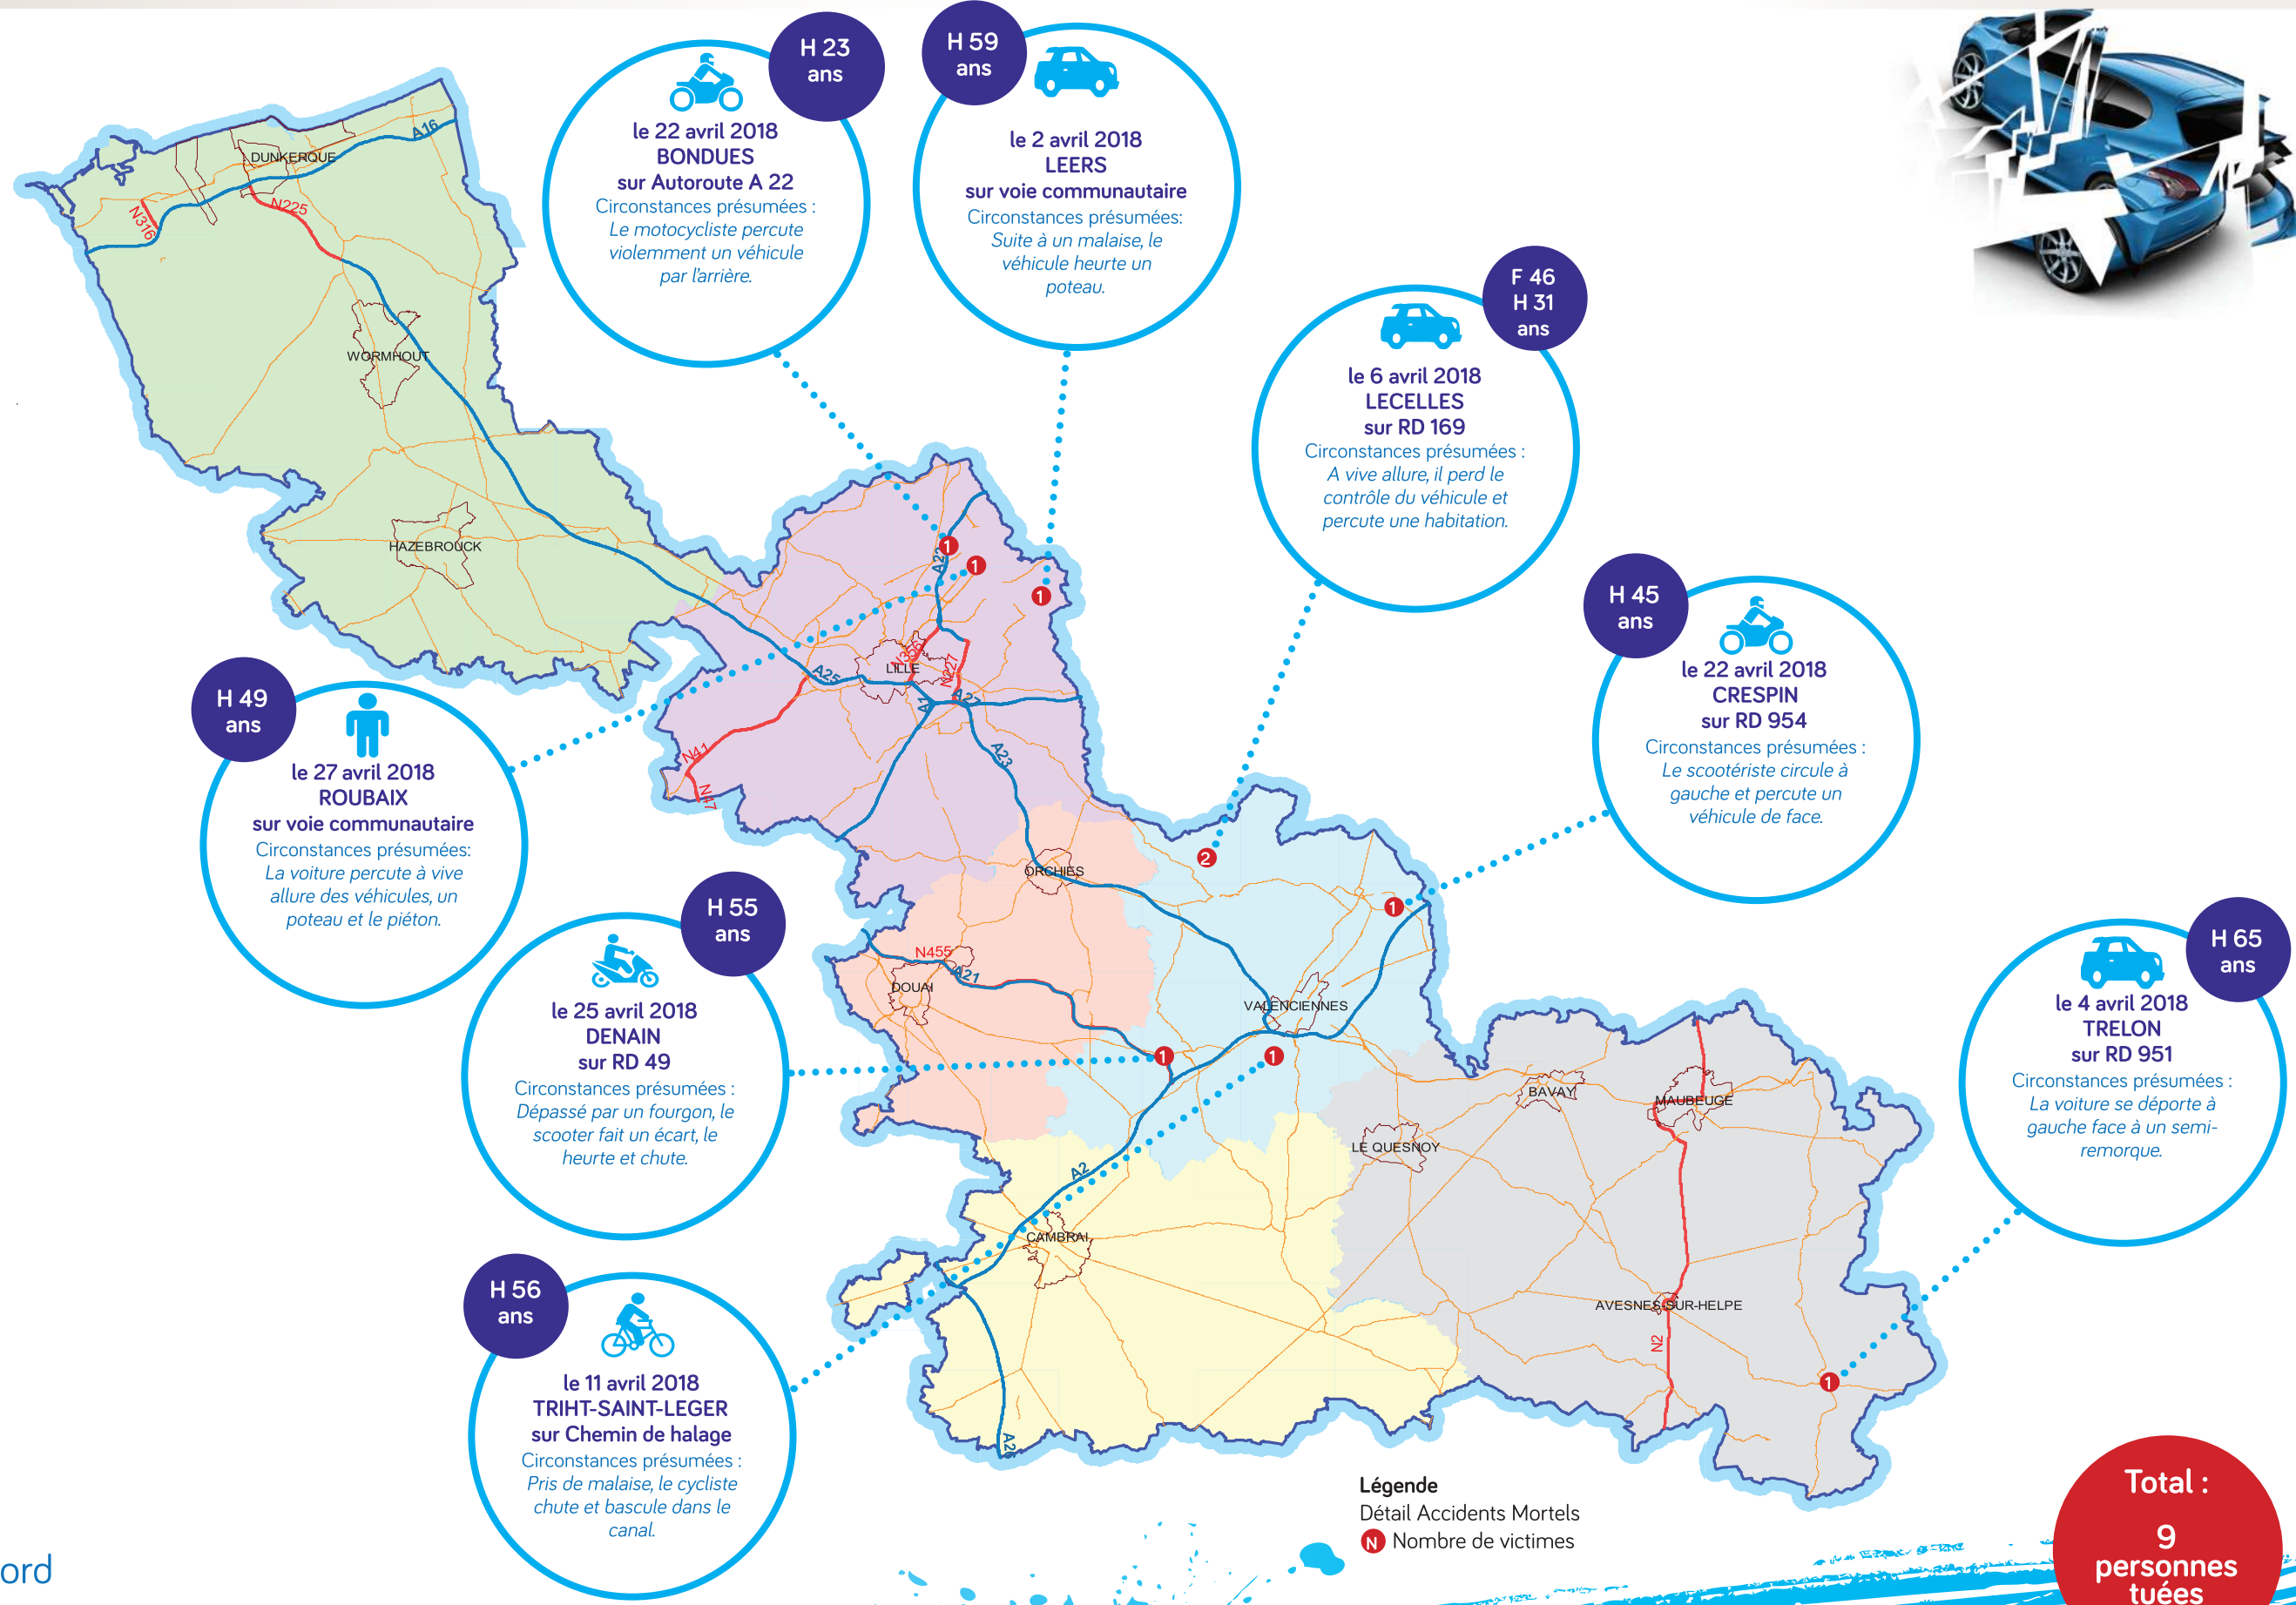 H 23
ans
le 22 avril 2018
BONDUES
sur Autoroute A 22
Circonstances présumées :
Le motocycliste percute
violemment un véhicule
par l'arrière.
H 59
ans
le 2 avril 2018
LEERS
sur voie communautaire
Circonstances présumées:
Suite à un malaise, le
véhicule heurte un
poteau.
F 46
H 31
ans
le 6 avril 2018
LECELLES
sur RD 169
Circonstances présumées :
A vive allure, il perd le
contrôle du véhicule et
percute une habitation.
H 45
ans
le 22 avril 2018
CRESPIN
sur RD 954
Circonstances présumées :
Le scootériste circule à
gauche et percute un
véhicule de face.
H 65
ans
le 4 avril 2018
TRELON
sur RD 951
Circonstances présumées :
La voiture se déporte à
gauche face à un semi-
remorque.
H 49
ans
le 27 avril 2018
ROUBAIX
sur voie communautaire
Circonstances présumées:
La voiture percute à vive
allure des véhicules, un
poteau et le piéton.
H 55
ans
le 25 avril 2018
DENAIN
sur RD 49
Circonstances présumées :
Dépassé par un fourgon, le
scooter fait un écart, le
heurte et chute.
H 56
ans
le 11 avril 2018
TRIHT-SAINT-LEGER
sur Chemin de halage
Circonstances présumées :
Pris de malaise, le cycliste
chute et bascule dans le
canal.
A16
DUNKERQUE
N316
N225
WORMHOUT
HAZEBROUCK
1
A22
1
1
N356
LILLE
N227
A25
A1
A27
N41
N47
A23
ORCHIES
2
1
N455
A21
DOUAI
VALENCIENNES
1
1
BAVAY
MAUBEUGE
LE QUESNOY
A2
CAMBRAI
AVESNES-SUR-HELPE
N2
1
A26
Légende
Détail Accidents Mortels
N Nombre de victimes
Total :
9
personnes
tuées
ord